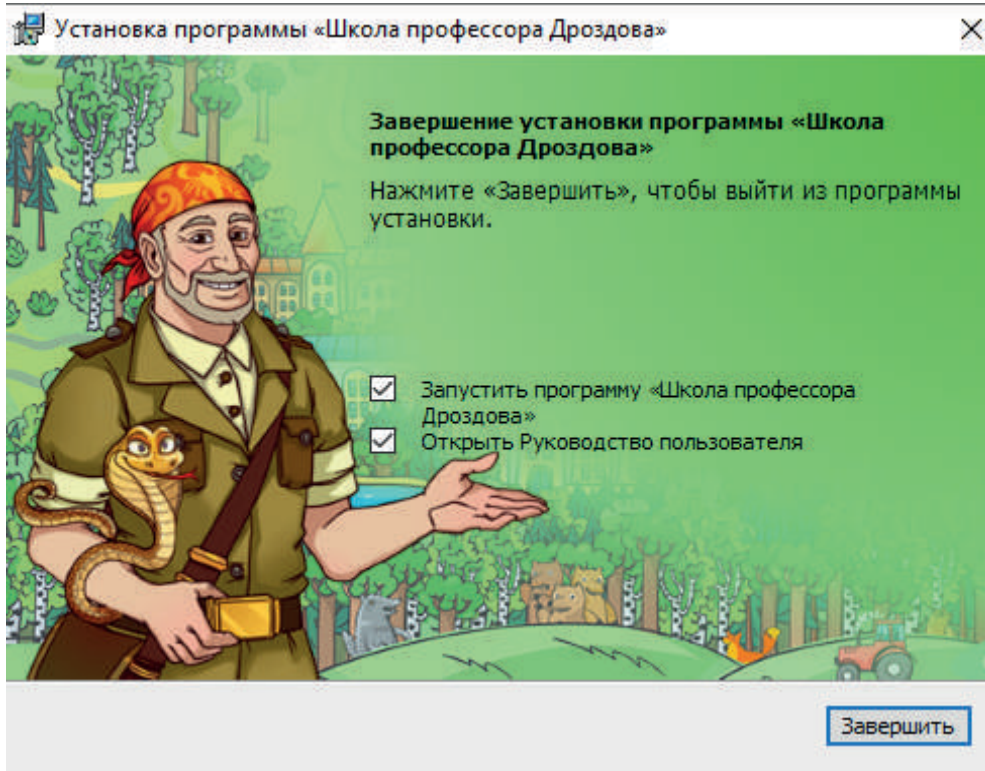 Установка программы «Школа профессора Дроздова»
Завершение установки программы «Школа
профессора Дроздова»
Нажмите «Завершить», чтобы выйти из программы
установки.
Запустить программу «Школа профессора
Дроздова»
Открыть Руководство пользователя
Завершить